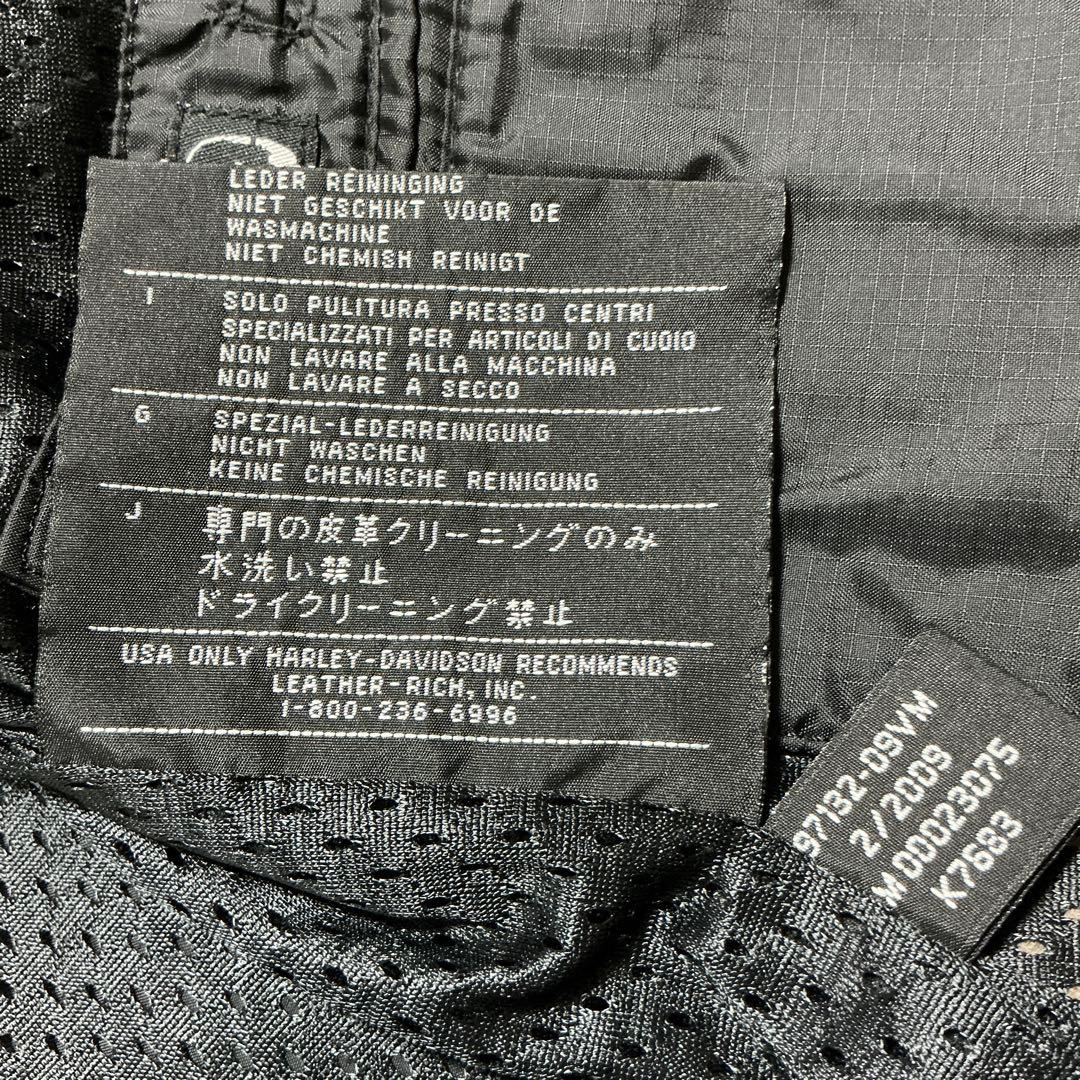 LEDER REININGING
NIET GESCHIKT VOOR DE
WASMACHINE
NIET CHEMISH REINIGT
I
SOLO PULITURA PRESSO CENTRI
SPECIALIZZATI PER ARTICOLI DI CUOIO
NON LAVARE ALLA MACCHINA
NON LAVARE A SECCO
G
SPEZIAL-LEDERREINIGUNG
NICHT WASCHEN
KEINE CHEMISCHE REINIGUNG
J
専門の皮革クリーニングのみ
水洗い禁止
ドライクリーニング禁止
USA ONLY HARLEY-DAVIDSON RECOMMENDS
LEATHER-RICH, INC.
1-800-236-6996
97132-09VM
2/2009
M00023075
K7683